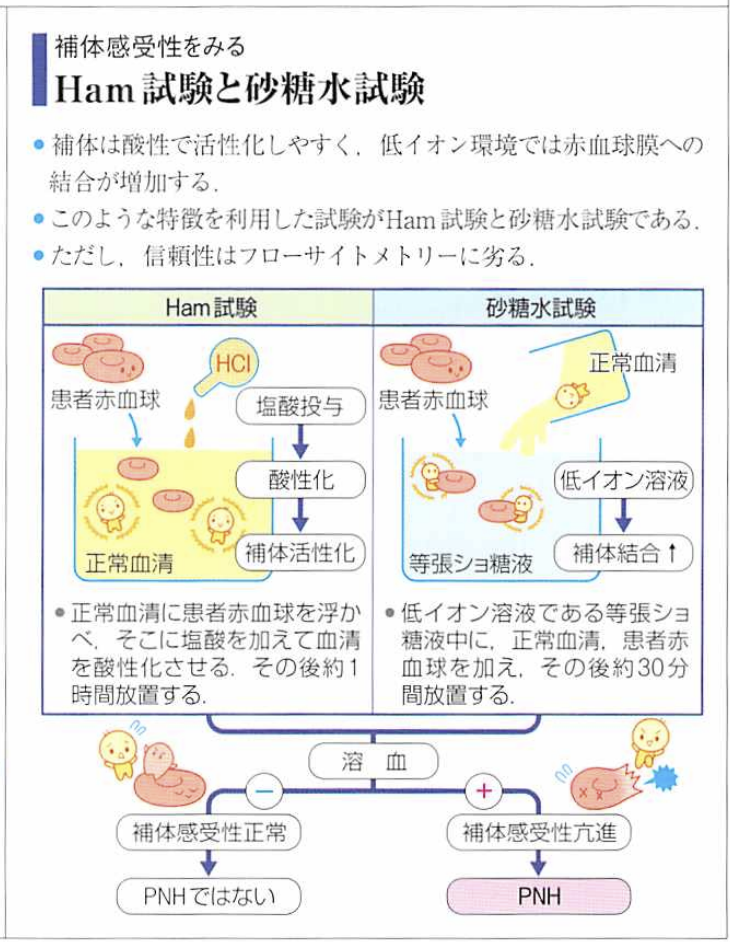 補体感受性をみる
Ham試験と砂糖水試験
●補体は酸性で活性化しやすく，低イオン環境では赤血球膜への
結合が増加する．
●このような特徴を利用した試験がHam試験と砂糖水試験である．
●ただし，信頼性はフローサイトメトリーに劣る．
Ham試験
HCl
患者赤血球
塩酸投与
酸性化
補体活性化
正常血清
●正常血清に患者赤血球を浮か
べ，そこに塩酸を加えて血清
を酸性化させる．その後約1
時間放置する．
砂糖水試験
正常血清
患者赤血球
低イオン溶液
補体結合↑
等張ショ糖液
●低イオン溶液である等張ショ
糖液中に，正常血清，患者赤
血球を加え，その後約30分
間放置する．
溶 血
－
＋
補体感受性正常
補体感受性亢進
PNHではない
PNH